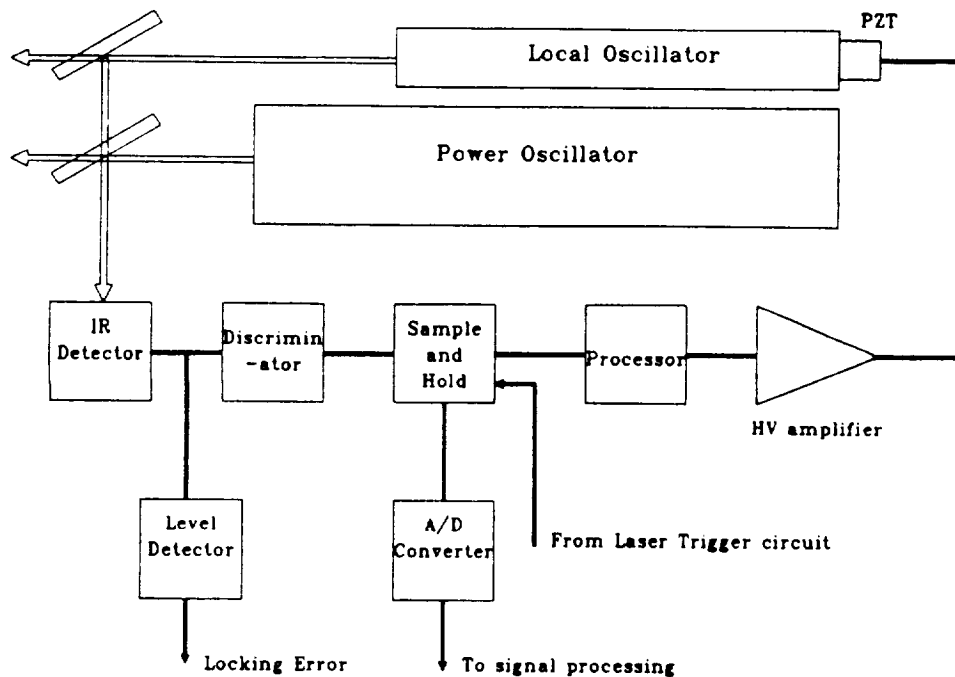 PZT
Local Oscillator
Power Oscillator
IR
Detector
Discrimin
-ator
Sample
and
Hold
Processor
HV amplifier
Level
Detector
A/D
Converter
From Laser Trigger circuit
Locking Error
To signal processing